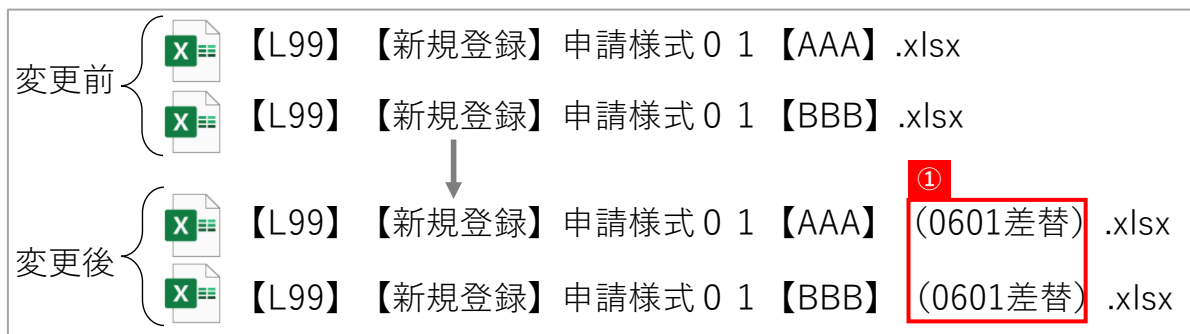 変更前
【L99】【新規登録】申請様式０１【AAA】.xlsx
【L99】【新規登録】申請様式０１【BBB】.xlsx
①
変更後
【L99】【新規登録】申請様式０１【AAA】（0601差替）.xlsx
【L99】【新規登録】申請様式０１【BBB】（0601差替）.xlsx